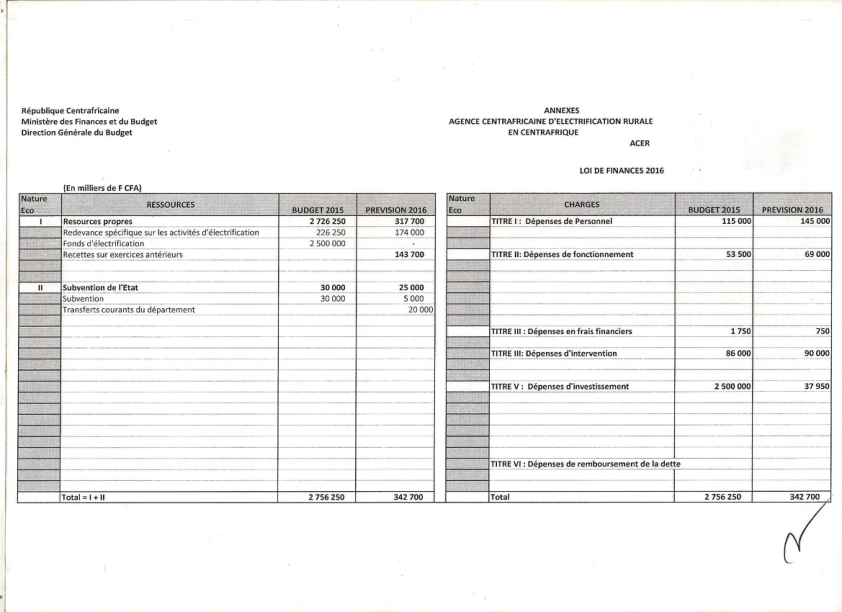 République Centrafricaine
Ministère des Finances et du Budget
Direction Générale du Budget
ANNEXES
AGENCE CENTRAFRICAINE D'ELECTRIFICATION RURALE
EN CENTRAFRIQUE
ACER
LOI DE FINANCES 2016
(En milliers de F CFA)
Nature Eco RESSOURCES BUDGET 2015 PREVISION 2016
I Resources propres 2 726 250 317 700
Redevance spécifique sur les activités d'électrification 226 250 174 000
Fonds d'électrification 2 500 000 -
Recettes sur exercices antérieurs 143 700
II Subvention de l'Etat 30 000 25 000
Subvention 30 000 5 000
Transferts courants du département 20 000
Total = I + II 2 756 250 342 700
Nature Eco CHARGES BUDGET 2015 PREVISION 2016
TITRE I : Dépenses de Personnel 115 000 145 000
TITRE II: Dépenses de fonctionnement 53 500 69 000
TITRE III : Dépenses en frais financiers 1 750 750
TITRE III: Dépenses d'intervention 86 000 90 000
TITRE V : Dépenses d'investissement 2 500 000 37 950
TITRE VI : Dépenses de remboursement de la dette
Total 2 756 250 342 700